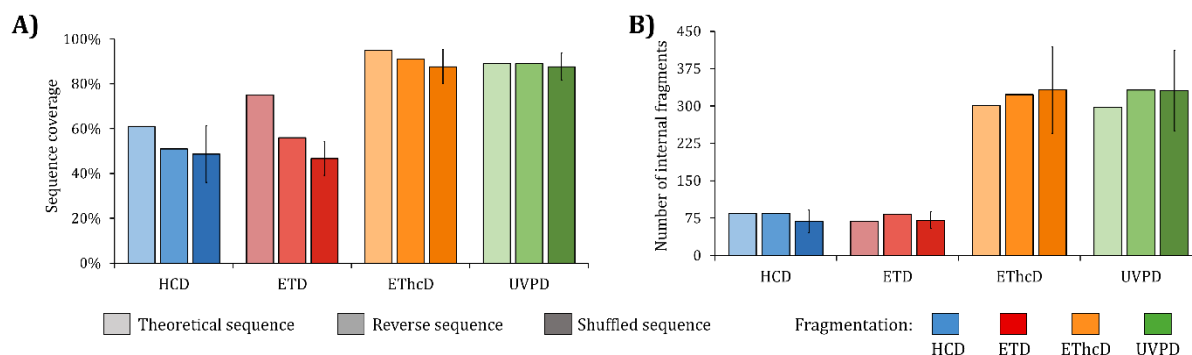 A)
Sequence coverage
100%
80%
60%
40%
20%
0%
HCD ETD EThcD UVPD
B)
Number of internal fragments
450
375
300
225
150
75
0
HCD ETD EThcD UVPD
Theoretical sequence Reverse sequence Shuffled sequence
Fragmentation:
HCD ETD EThcD UVPD